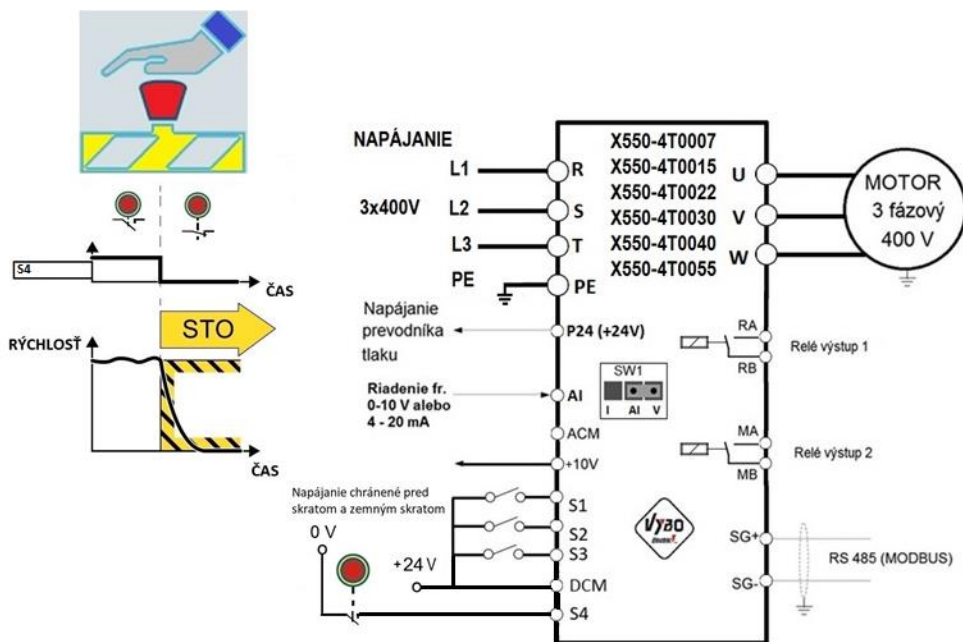 S4
ČAS
STO
RÝCHLOSŤ
ČAS
NAPÁJANIE
L1
3x400V
L2
L3
PE
R
S
T
PE
X550-4T0007
X550-4T0015
X550-4T0022
X550-4T0030
X550-4T0040
X550-4T0055
U
V
W
MOTOR
3 fázový
400 V
Napájanie
prevodníka
tlaku
P24 (+24V)
Riadenie fr.
0-10 V alebo
4 - 20 mA
AI
SW1
I AI V
ACM
+10V
RA
RB
Relé výstup 1
MA
MB
Relé výstup 2
Napájanie chránené pred
skratom a zemným skratom
0 V
+24 V
S1
S2
S3
DCM
S4
Vybo
SG+
SG-
RS 485 (MODBUS)